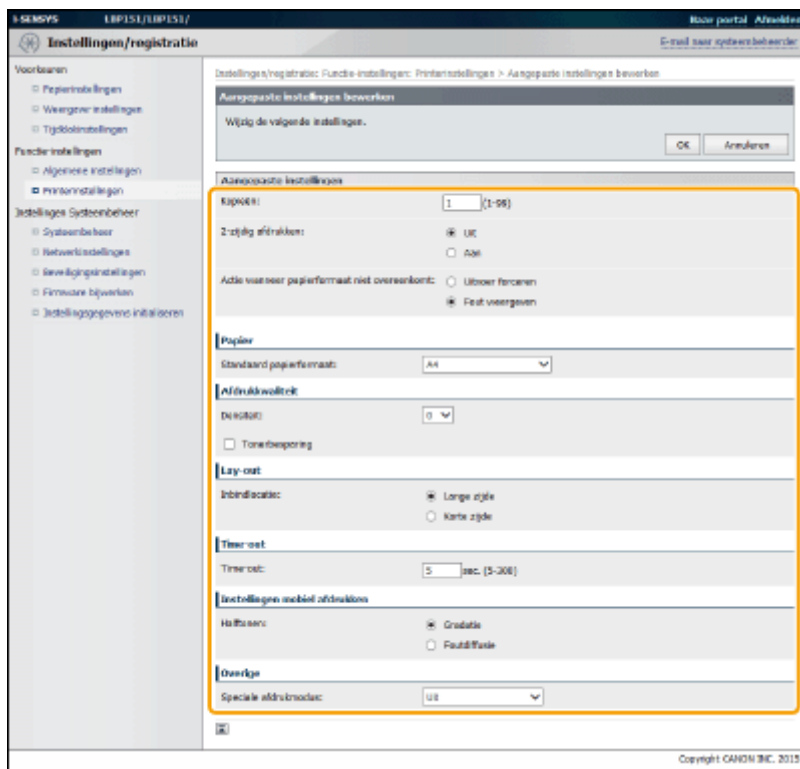 i-SENSYS LBP151/LBP151/ Naar portal Afmelden
Instellingen/registratie E-mail naar systeembeheerder
Voorkeuren
Papierinstellingen
Weergaveinstellingen
Tijdklokinstellingen
Functie-instellingen
Algemene instellingen
Printerinstellingen
Instellingen Systeembeheer
Systeembeheer
Netwerkinstellingen
Beveiligingsinstellingen
Firmware bijwerken
Instellingsgegevens initialiseren
Instellingen/registratie: Functie-instellingen: Printerinstellingen > Aangepaste instellingen bewerken
Aangepaste instellingen bewerken
Wijzig de volgende instellingen.
OK Annuleren
Aangepaste instellingen
Kopieën: 1 (1-99)
2-zijdig afdrukken: Uit
Aan
Actie wanneer papierformaat niet overeenkomt: Uitvoer forceren
Fout weergeven
Papier
Standaard papierformaat: A4
Afdrukkwaliteit
Densiteit: 0
Tonerbesparing
Lay-out
Inbindlocatie: Lange zijde
Korte zijde
Time-out
Time-out: 5 sec. (5-300)
Instellingen mobiel afdrukken
Halftonen: Gradatie
Foutdiffusie
Overige
Speciale afdrukmodus: Uit
Copyright CANON INC. 2015